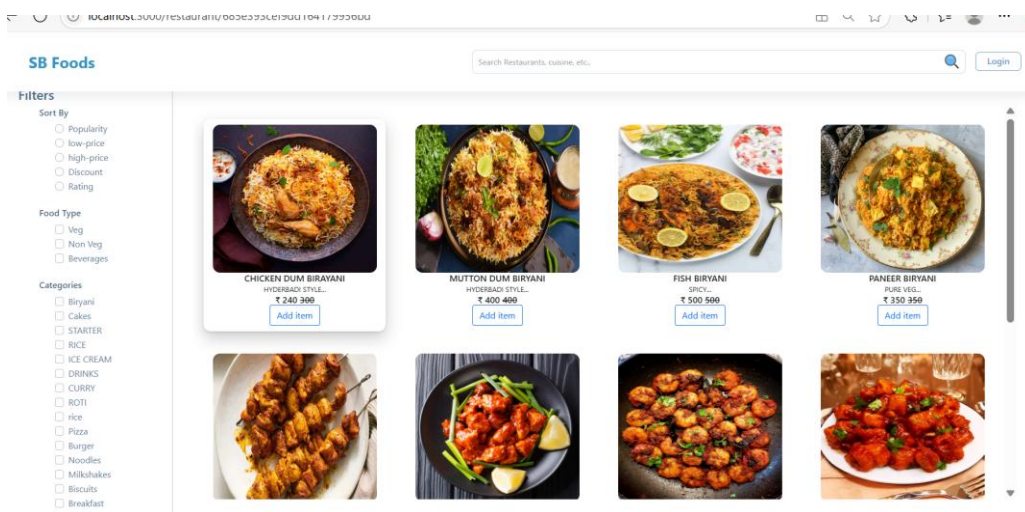 localhost:3000/restaurant/685e393cef9dd164179956bd
SB Foods
Search Restaurants, cuisine, etc.,
Login
Filters
Sort By
Popularity
low-price
high-price
Discount
Rating
Food Type
Veg
Non Veg
Beverages
Categories
Biryani
Cakes
STARTER
RICE
ICE CREAM
DRINKS
CURRY
ROTI
rice
Pizza
Burger
Noodles
Milkshakes
Biscuits
Breakfast
CHICKEN DUM BIRAYANI
HYDERBADI STYLE...
₹ 240 300
Add item
MUTTON DUM BIRYANI
HYDERBADI STYLE...
₹ 400 400
Add item
FISH BIRYANI
SPICY...
₹ 500 500
Add item
PANEER BIRYANI
PURE VEG...
₹ 350 350
Add item